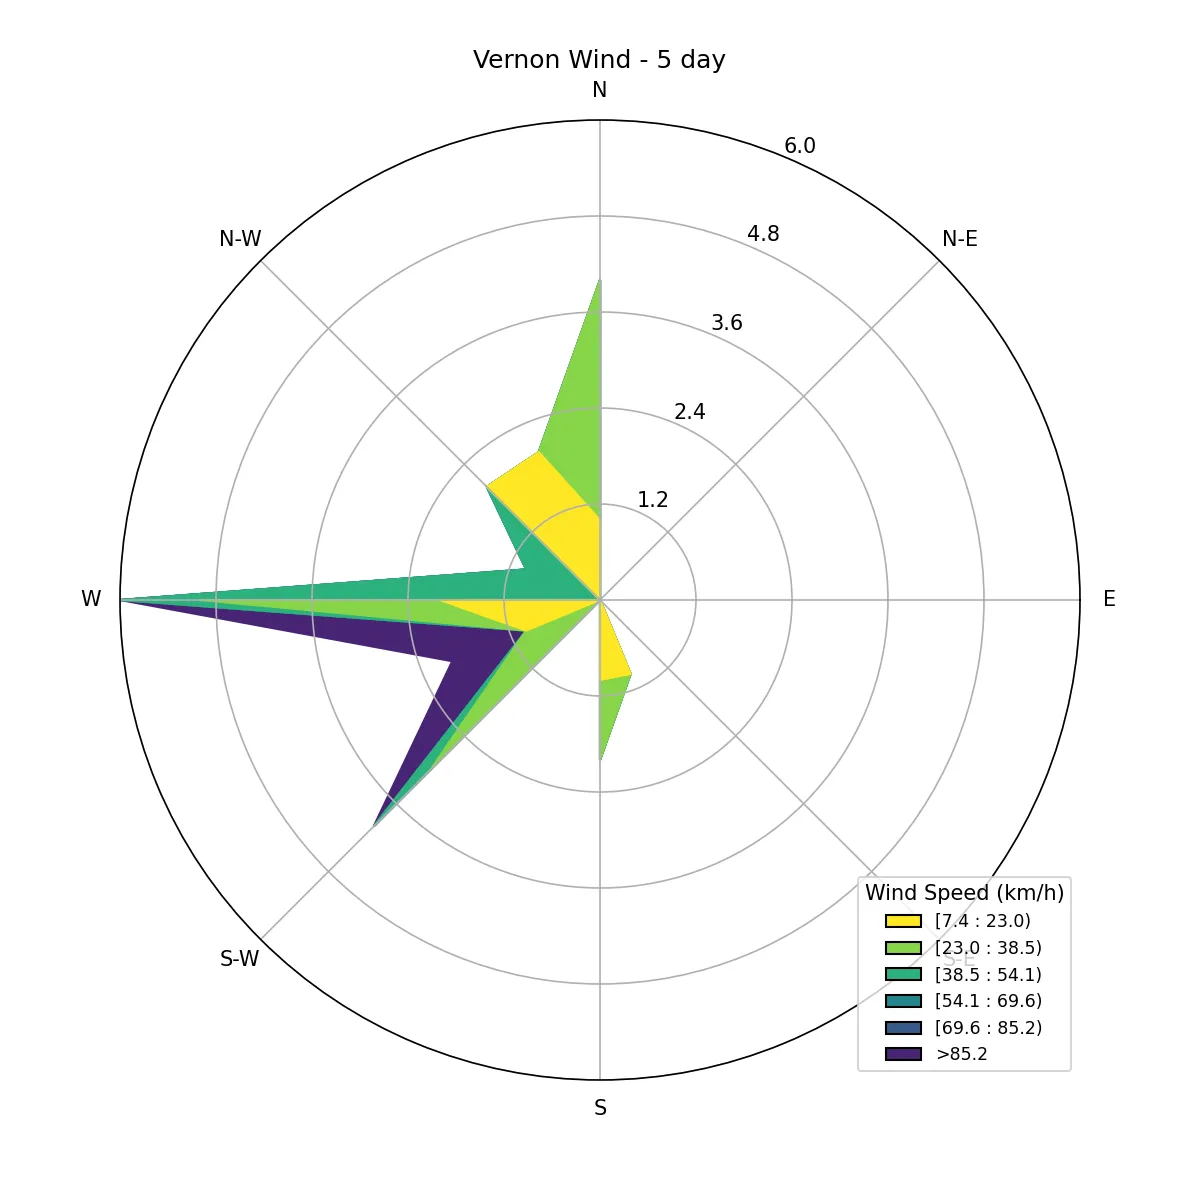 Vernon Wind - 5 day
N
6.0
4.8
N-W
N-E
3.6
2.4
1.2
W
E
Wind Speed (km/h)
[7.4 : 23.0)
[23.0 : 38.5)
[38.5 : 54.1)
[54.1 : 69.6)
[69.6 : 85.2)
>85.2
S-W
S-E
S